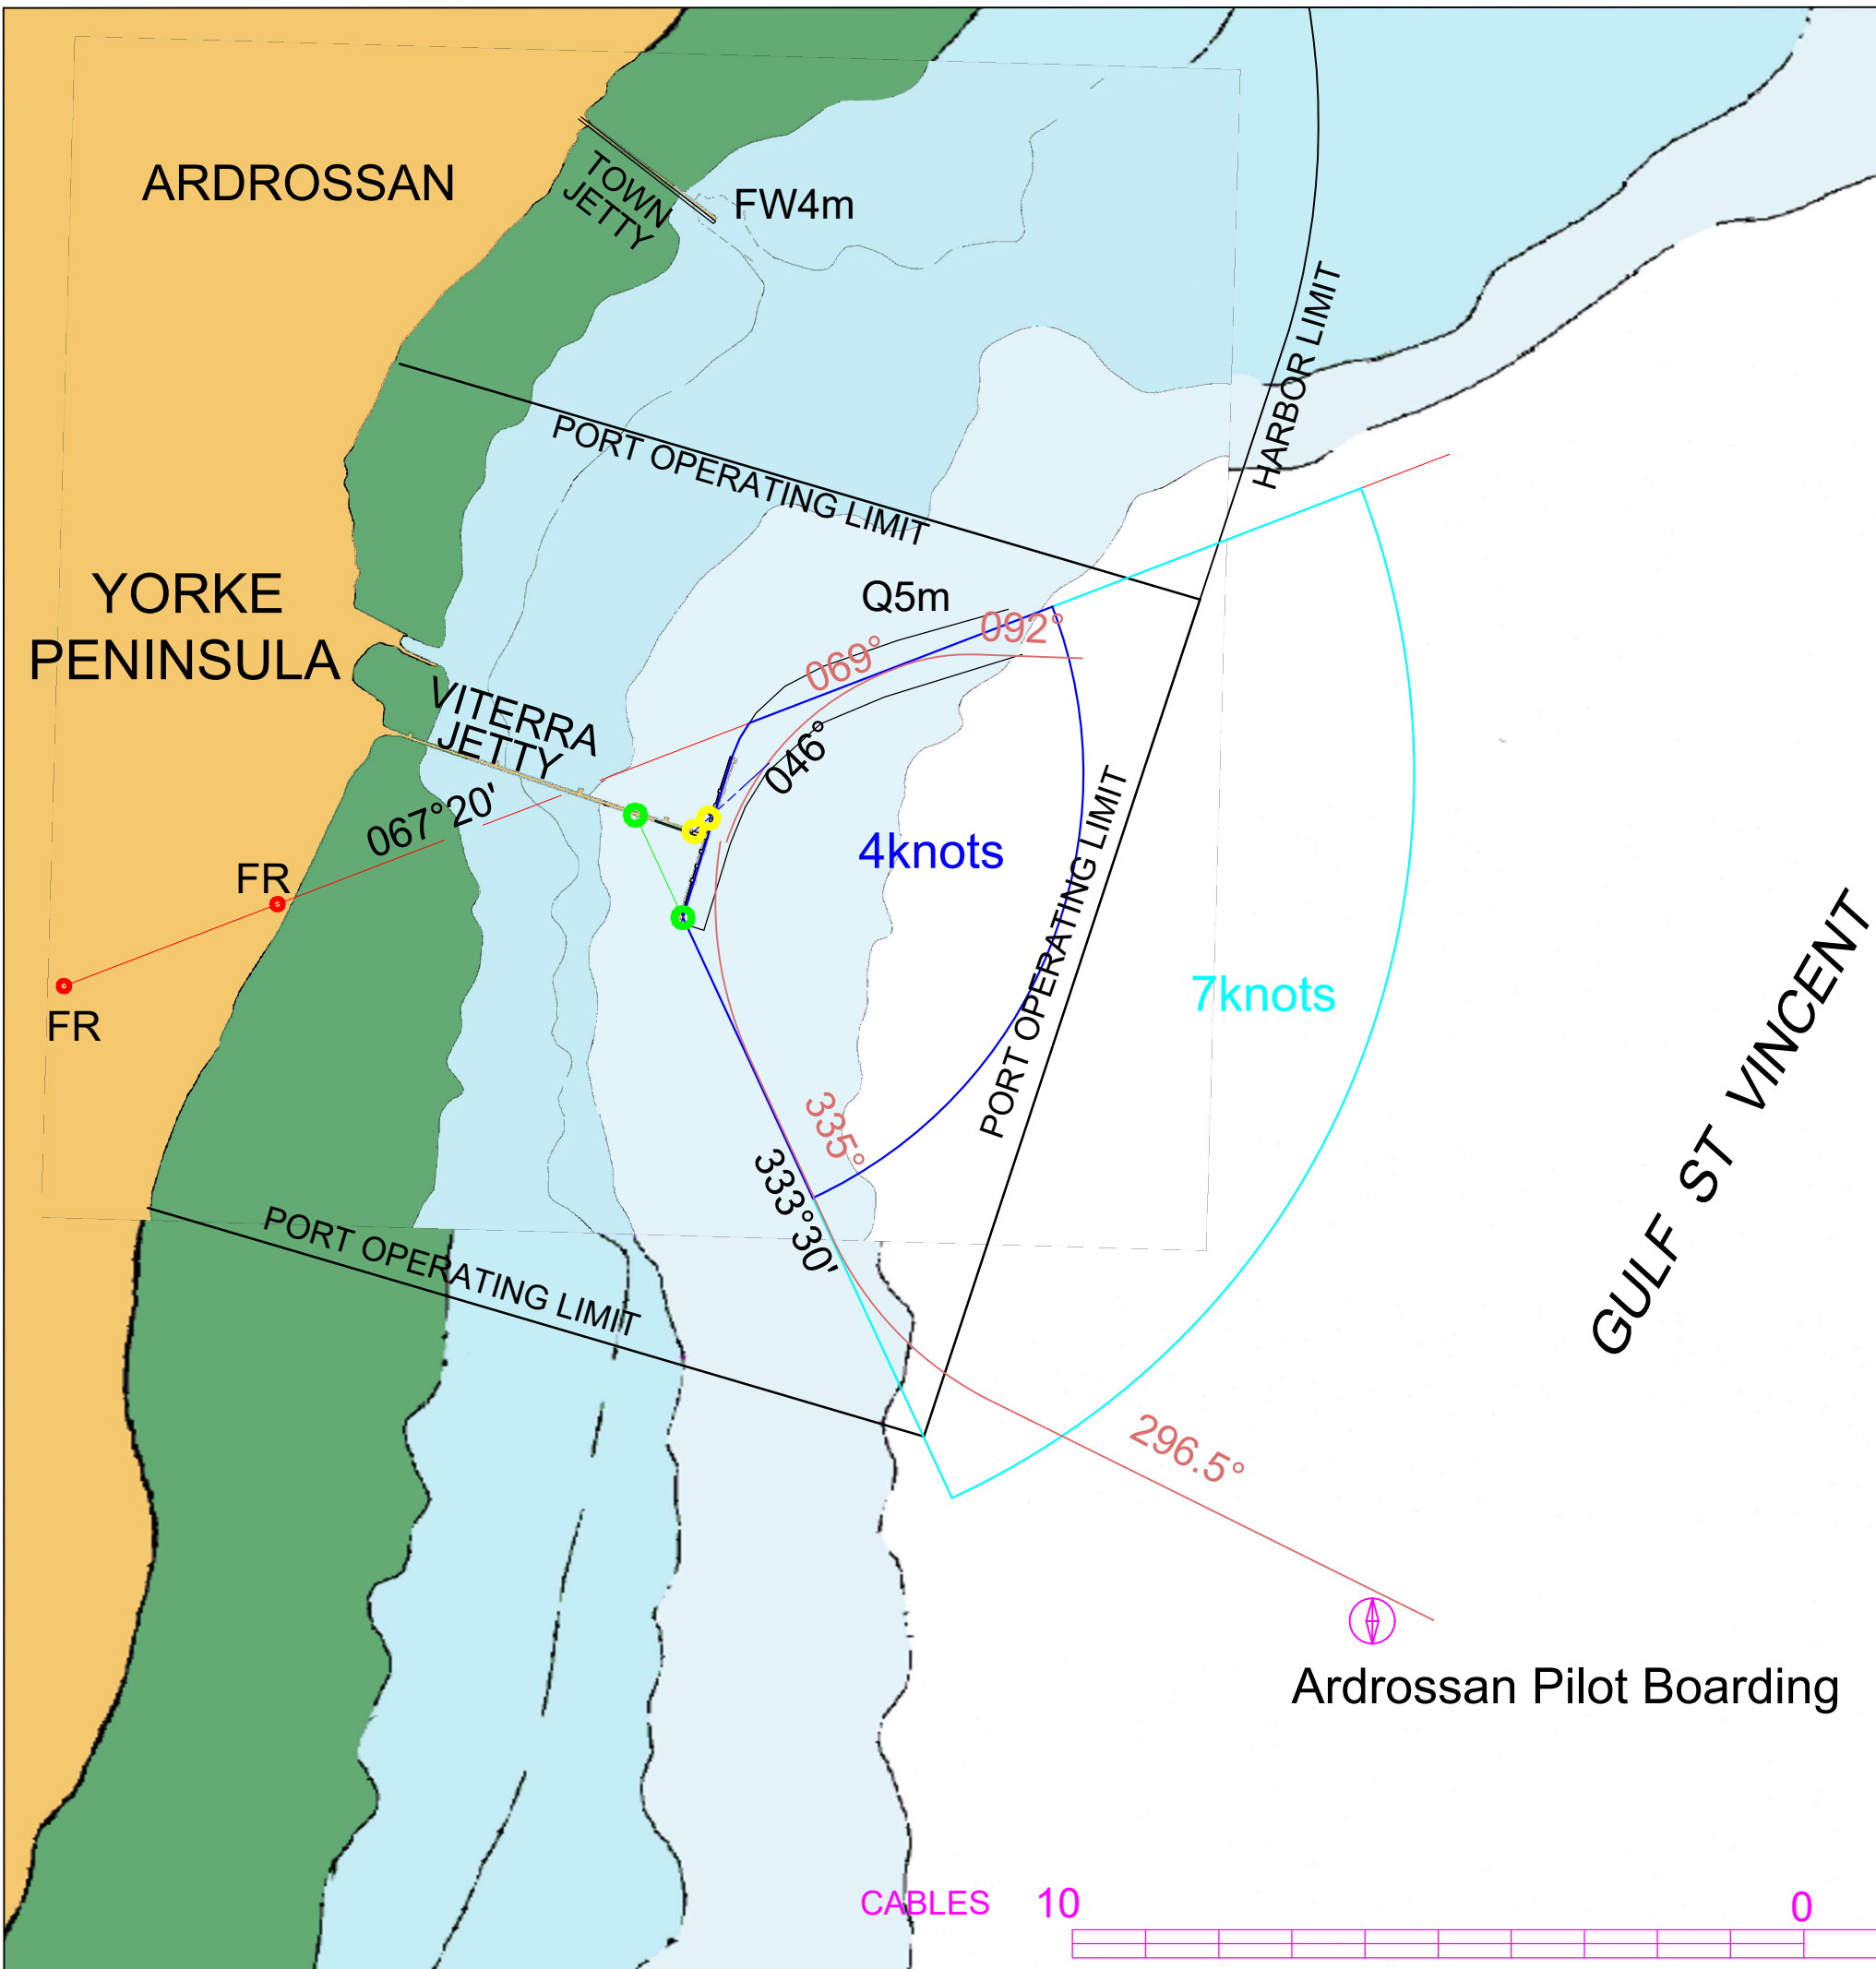 ARDROSSAN
TOWN
JETTY
FW4m
HARBOR LIMIT
PORT OPERATING LIMIT
YORKE
PENINSULA
Q5m
092°
069°
VITERRA
JETTY
046°
067°20'
4knots
FR
FR
PORT OPERATING LIMIT
7knots
GULF ST VINCENT
335°
333°30'
PORT OPERATING LIMIT
296.5°
Ardrossan Pilot Boarding
CABLES 10 0